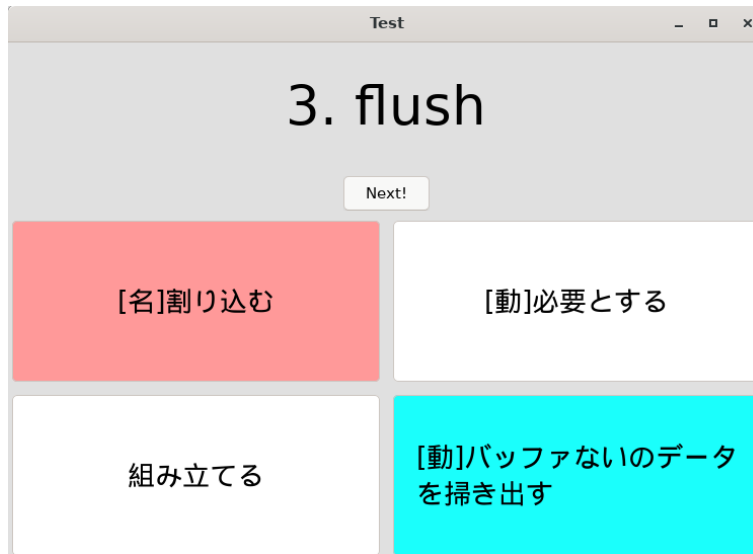 Test
3. flush
Next!
[名]割り込む
[動]必要とする
組み立てる
[動]バッファないのデータ
を掃き出す